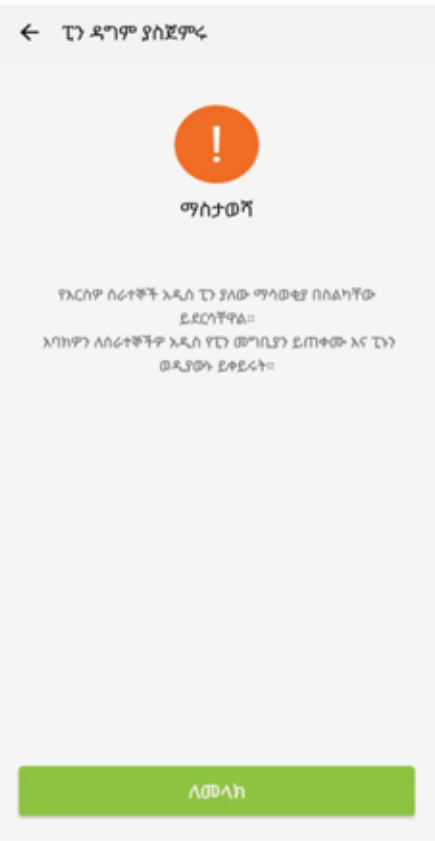 ፒን ዳግም ያስጀምሩ
!
ማስታወሻ
የእርስዎ ሰራተኞች አዲስ ፒን ያለው ማሳወቂያ በስልካቸው
ይደርሳቸዋል።
እባክዎን ለሰራተኞችዎ አዲስ የፒን መግቢያን ይጠቀሙ እና ፒኑን
ወዲያውኑ ይቀይሩት።
ለመላክ